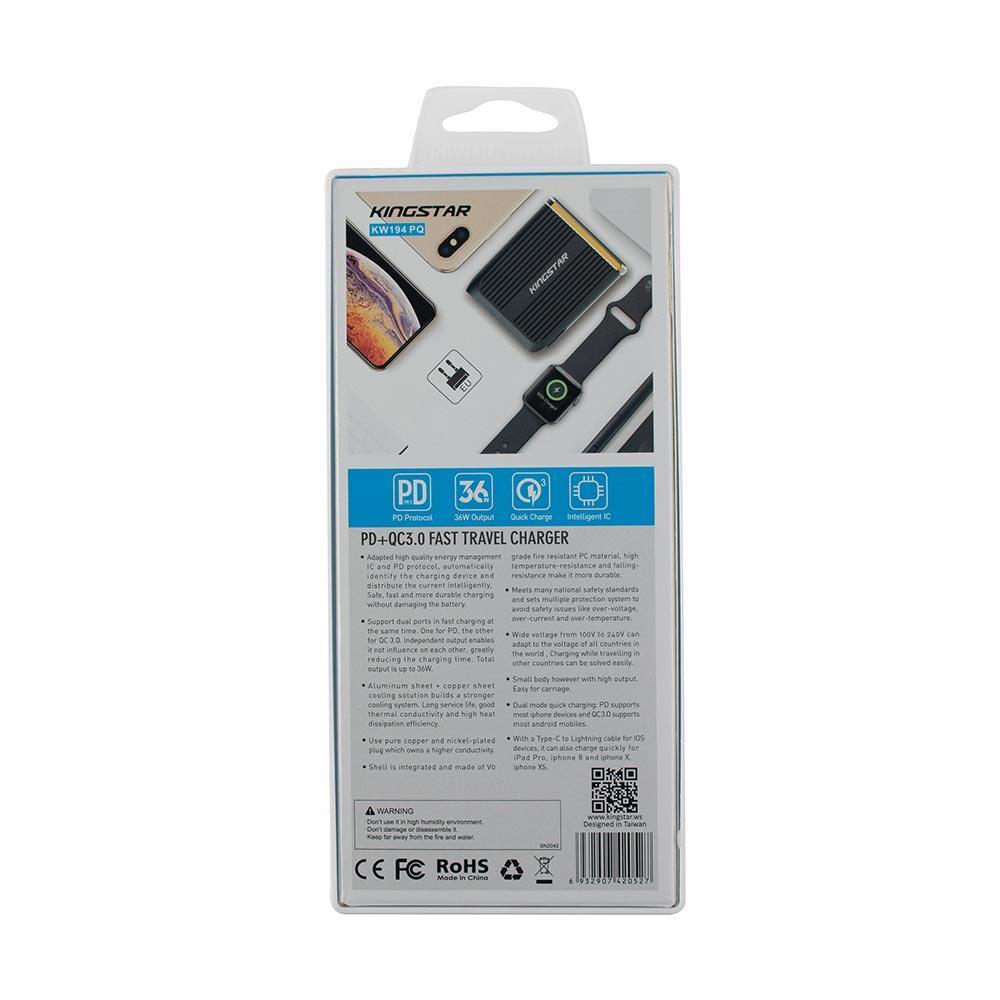 KINGSTAR
KW194 PQ
KINGSTAR
EU
PD
TYPE-C
36
W
3
PD Protocol
36W Output
Quick Charge
Intelligent IC
PD+QC3.0 FAST TRAVEL CHARGER
• Adapted high quality energy management
IC and PD protocol, automatically
identify the charging device and
distribute the current intelligently,
Safe, fast and more durable charging
without damaging the battery.
• Support dual ports in fast charging at
the same time. One for PD, the other
for QC 3.0. Independent output enables
it not influence on each other, greatly
reducing the charging time. Total
output is up to 36W.
• Aluminum sheet + copper sheet
cooling solution builds a stronger
cooling system. Long service life, good
thermal conductivity and high heat
dissipation efficiency.
• Use pure copper and nickel-plated
plug which owns a higher conductivity.
• Shell is integrated and made of V0
grade fire resistant PC material, high
temperature-resistance and falling-
resistance make it more durable.
• Meets many national safety standards
and sets multiple protection system to
avoid safety issues like over-voltage,
over-current and over-temperature.
• Wide voltage from 100V to 240V can
adapt to the voltage of all countries in
the world , Charging while travelling in
other countries can be solved easily.
• Small body however with high output.
Easy for carriage.
• Dual mode quick charging. PD supports
most iphone devices and QC3.0 supports
most android mobiles.
• With a Type-C to Lightning cable for IOS
devices, it can also charge quickly for
iPad Pro, iphone 8 and iphone X,
iphone XS.
www.kingstar.ws
Designed in Taiwan
WARNING
·Don't use it in high humidity environment.
·Don't damage or disassemble it.
·Keep far away from the fire and water.
SN2042
CE FC RoHS
Made in China
6 932907 420527